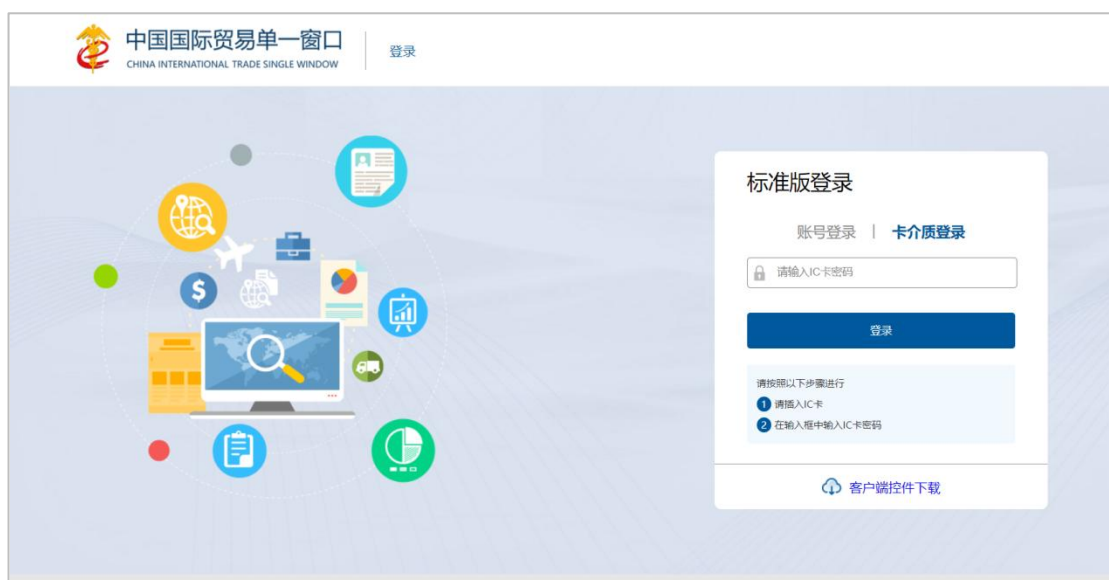 中国国际贸易单一窗口
CHINA INTERNATIONAL TRADE SINGLE WINDOW
登录
标准版登录
账号登录 | 卡介质登录
请输入IC卡密码
登录
请按照以下步骤进行
1 请插入IC卡
2 在输入框中输入IC卡密码
客户端控件下载